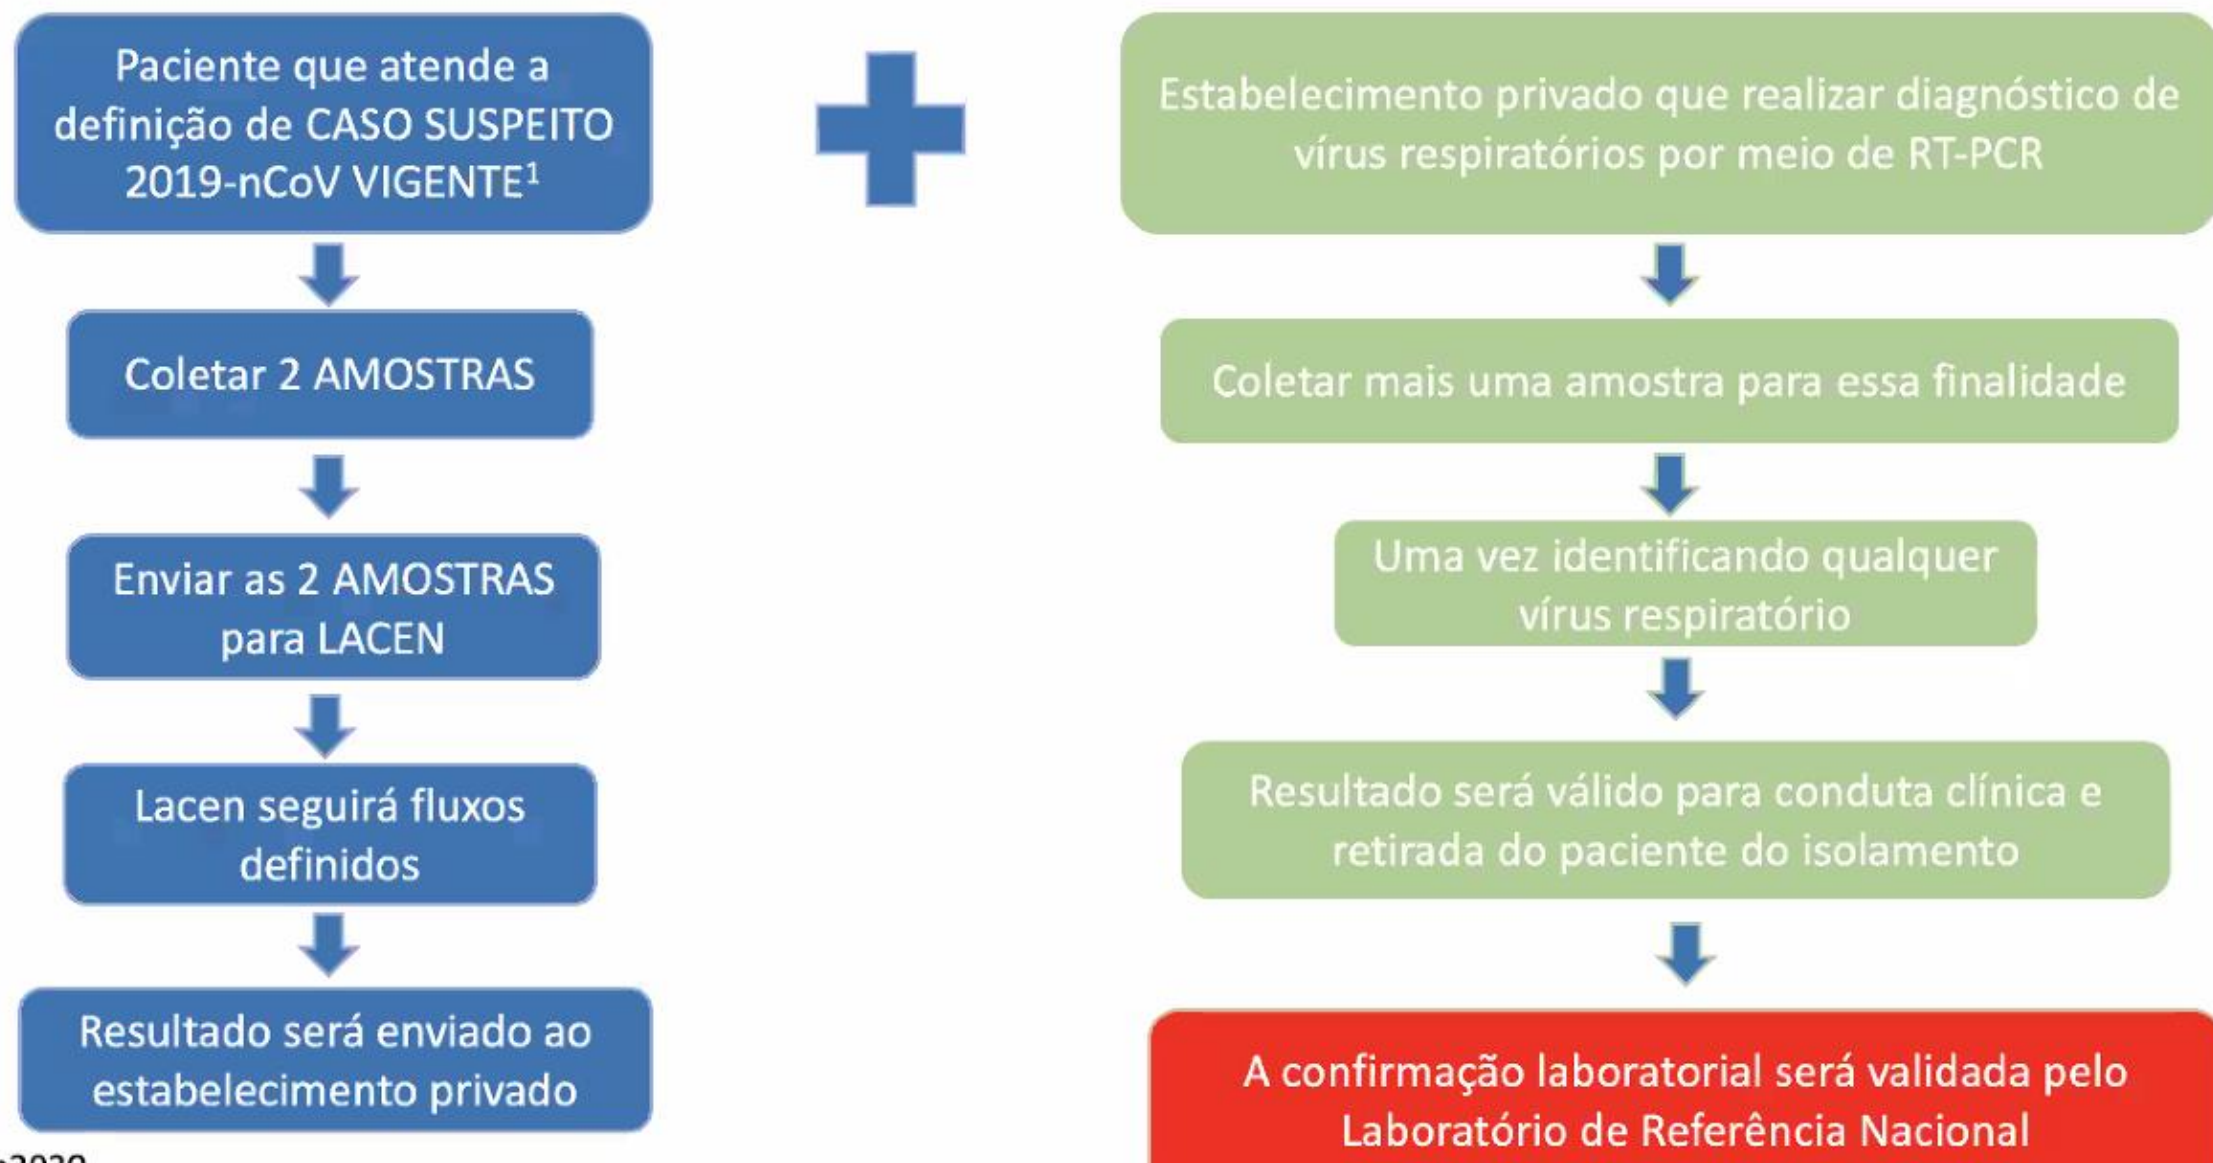 Paciente que atende a
definição de CASO SUSPEITO
2019-nCoV VIGENTE¹
Coletar 2 AMOSTRAS
Enviar as 2 AMOSTRAS
para LACEN
Lacen seguirá fluxos
definidos
Resultado será enviado ao
estabelecimento privado
Estabelecimento privado que realizar diagnóstico de
vírus respiratórios por meio de RT-PCR
Coletar mais uma amostra para essa finalidade
Uma vez identificando qualquer
vírus respiratório
Resultado será válido para conduta clínica e
retirada do paciente do isolamento
A confirmação laboratorial será validada pelo
Laboratório de Referência Nacional